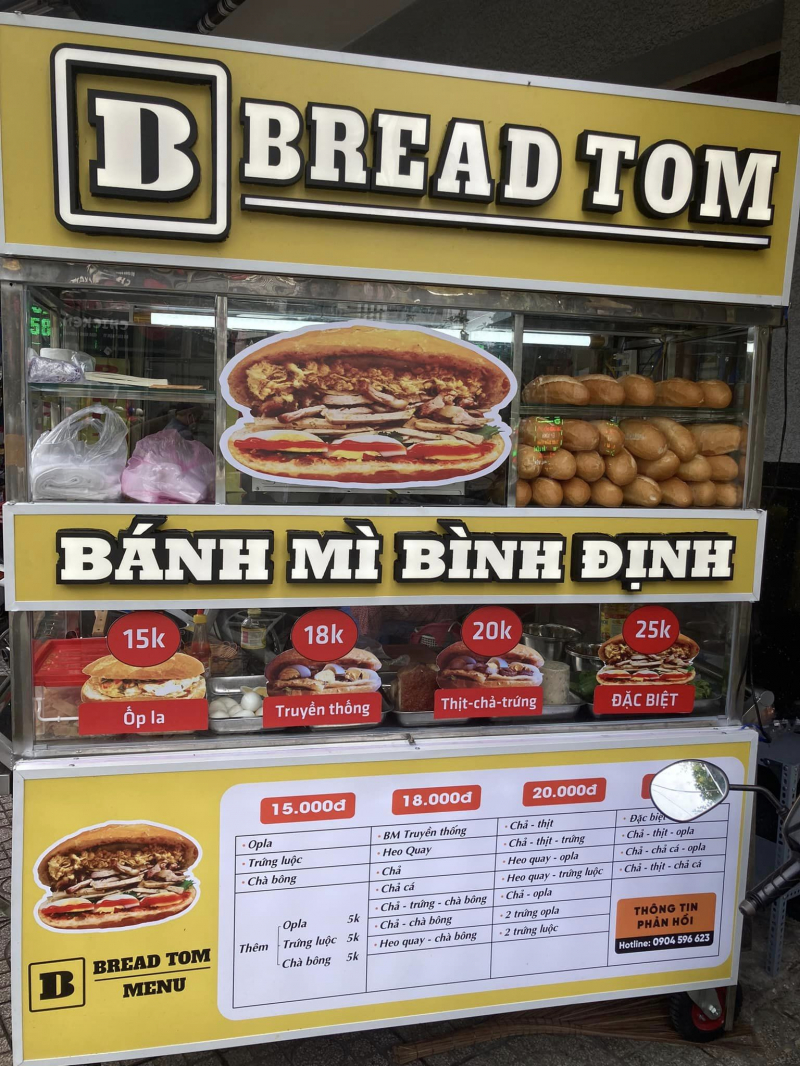 B BREAD TOM
58
BÁNH MÌ BÌNH ĐỊNH
15k
18k
20k
25k
Ốp la
Truyền thống
Thịt-chả-trứng
ĐẶC BIỆT
15.000đ
Opla
Trứng luộc
Chà bông
Thêm
Opla 5k
Trứng luộc 5k
Chà bông 5k
18.000đ
BM Truyền thống
Heo Quay
Chả
Chả cá
Chả - trứng - chà bông
Chả - chà bông
Heo quay - chà bông
20.000đ
Chả - thịt
Chả - thịt - trứng
Heo quay - opla
Heo quay - trứng luộc
Chả - opla
2 trứng opla
2 trứng luộc
Đặc biệt
Chả - thịt - opla
Chả - chả cá - opla
Chả - thịt - chả cá
THÔNG TIN
PHẢN HỒI
Hotline: 0904 596 623
B BREAD TOM
MENU